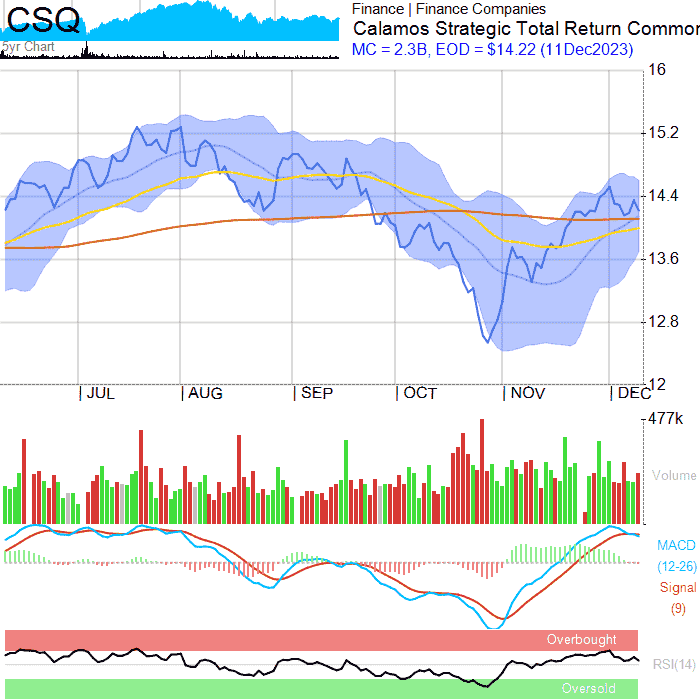 CSQ
5yr Chart
Finance | Finance Companies
Calamos Strategic Total Return Common
MC = 2.3B, EOD = $14.22 (11Dec2023)
16
15.2
14.4
13.6
12.8
12
JUL AUG SEP OCT NOV DEC
477k
Volume
MACD
(12-26)
Signal
(9)
Overbought
RSI(14)
Oversold